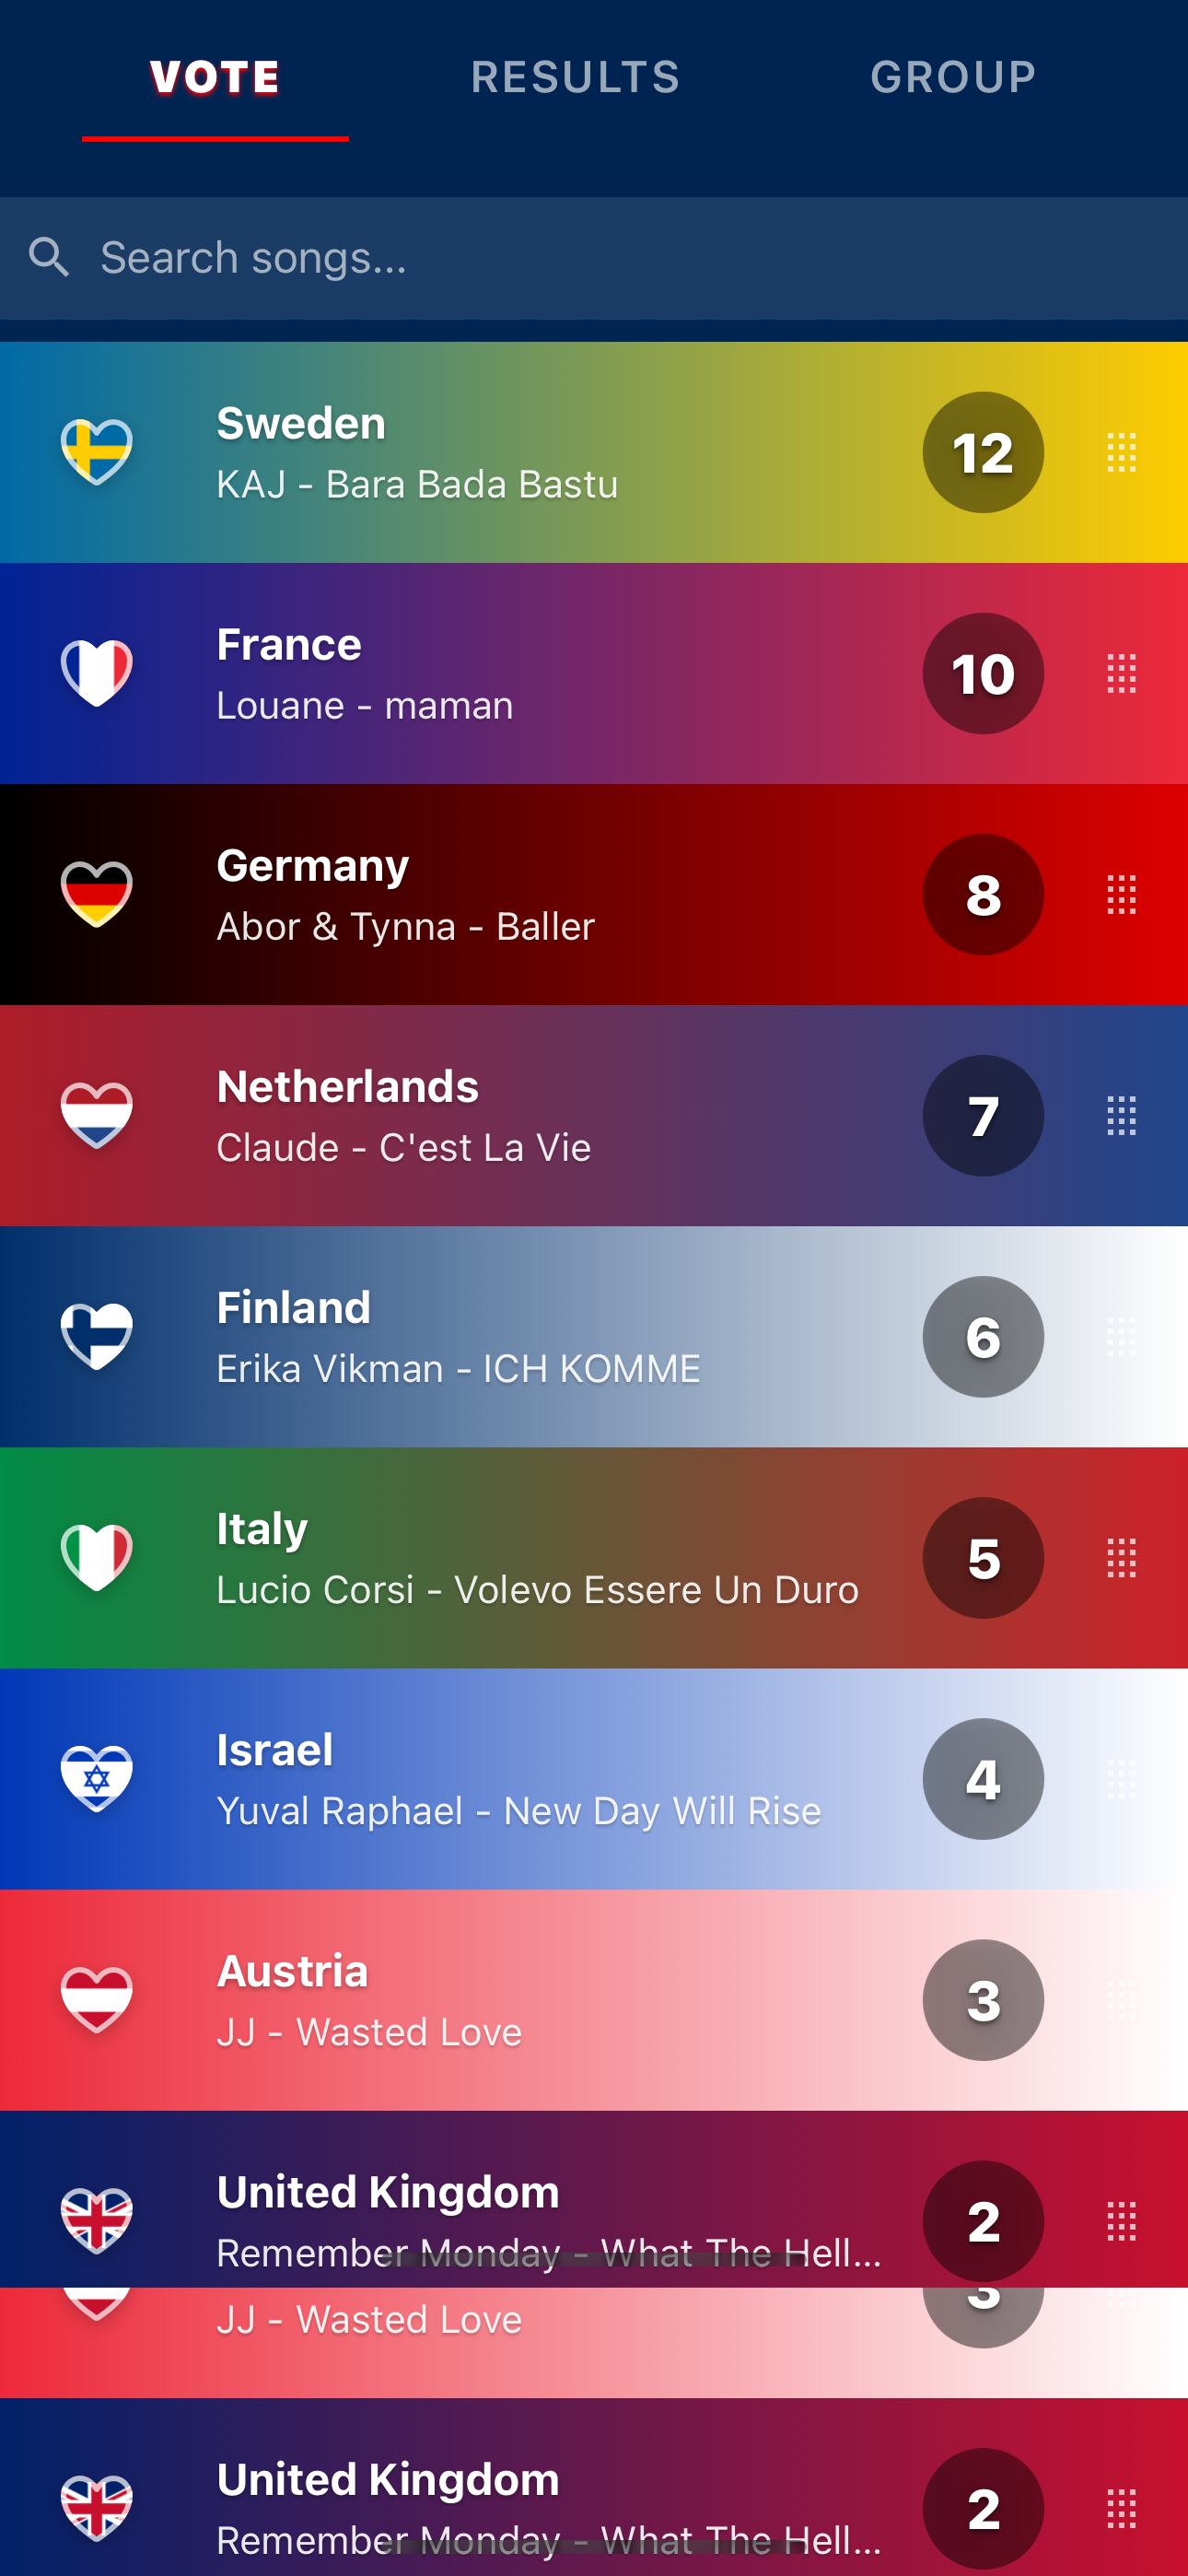 VOTE RESULTS GROUP
Search songs...
Sweden
KAJ - Bara Bada Bastu
12
France
Louane - maman
10
Germany
Abor & Tynna - Baller
8
Netherlands
Claude - C'est La Vie
7
Finland
Erika Vikman - ICH KOMME
6
Italy
Lucio Corsi - Volevo Essere Un Duro
5
Israel
Yuval Raphael - New Day Will Rise
4
Austria
JJ - Wasted Love
3
United Kingdom
Remember Monday - What The Hell...
2
JJ - Wasted Love
3
United Kingdom
Remember Monday - What The Hell...
2